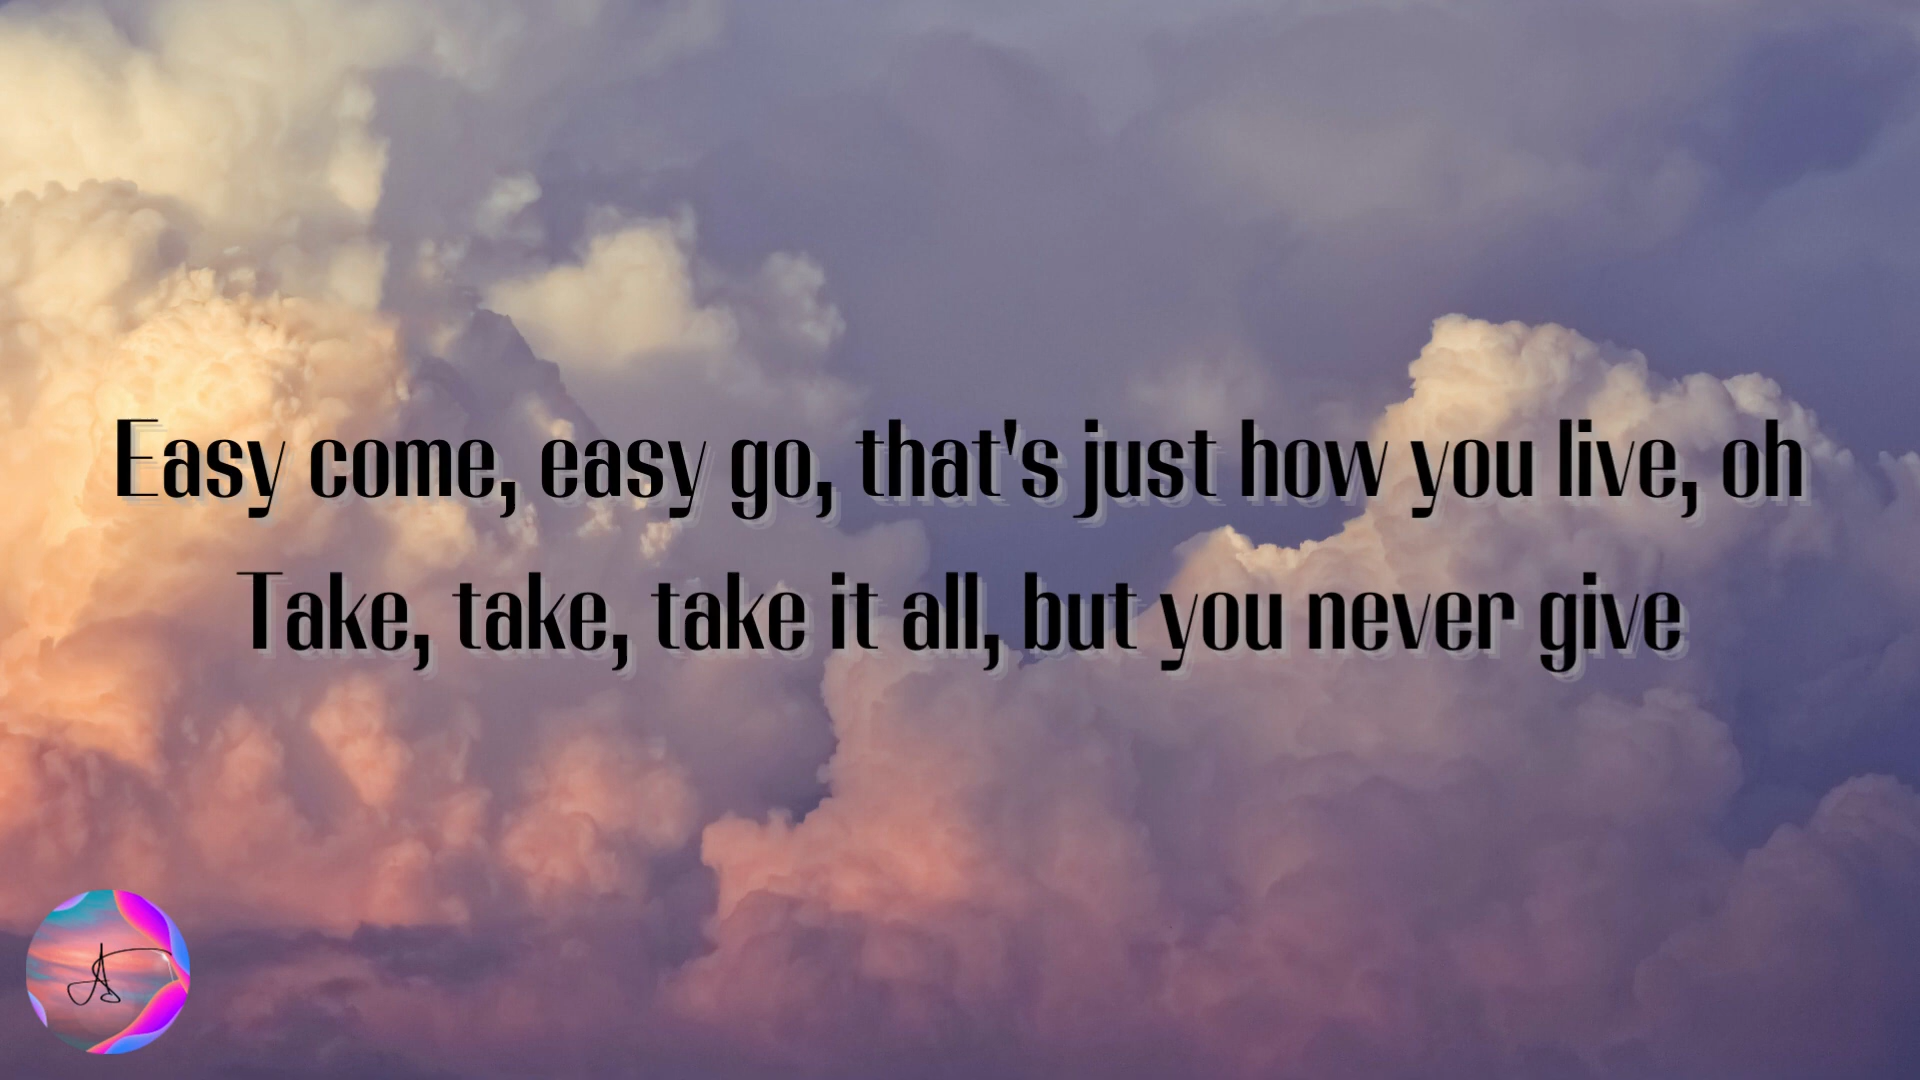 Easy come, easy go, that's just how you live, oh
Take, take, take it all, but you never give